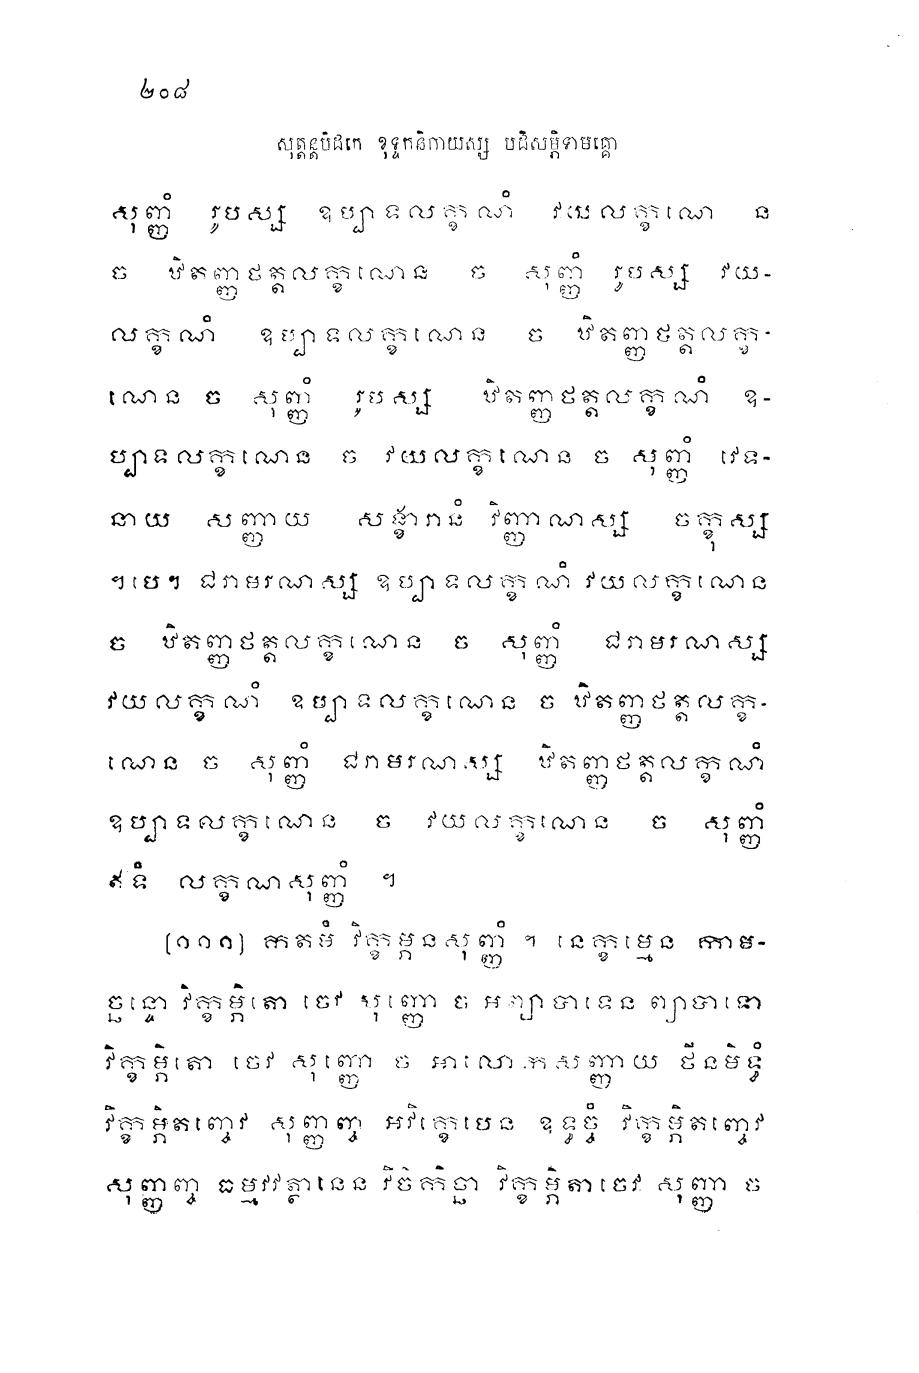 ២០៨
សុត្តន្តបិដកេ ខុទ្ទកនិកាយស្ស បដិសម្ភិទាមគ្គោ
សុញ្ញំ រូបស្ស ឧប្បាទលក្ខណំ វយលក្ខណេ ន
ច ឋិតញ្ញថត្តលក្ខណេន ច សុញ្ញំ រូបស្ស វយ-
លក្ខណំ ឧប្បាទលក្ខណេន ច ឋិតញ្ញថត្តលក្ខ-
ណេន ច សុញ្ញំ រូបស្ស ឋិតញ្ញថត្តលក្ខណំ ឧ-
ប្បាទលក្ខណេន ច វយលក្ខណេន ច សុញ្ញំ វេទ-
នាយ សញ្ញាយ សង្ខារានំ វិញ្ញាណស្ស ចក្ខុស្ស
។បេ។ ជរាមរណស្ស ឧប្បាទលក្ខណំ វយលក្ខណេន
ច ឋិតញ្ញថត្តលក្ខណេន ច សុញ្ញំ ជរាមរណស្ស
វយលក្ខណំ ឧប្បាទលក្ខណេន ច ឋិតញ្ញថត្តលក្ខ-
ណេន ច សុញ្ញំ ជរាមរណស្ស ឋិតញ្ញថត្តលក្ខណំ
ឧប្បាទលក្ខណេន ច វយលក្ខណេន ច សុញ្ញំ
ឥទំ លក្ខណសុញ្ញំ ។
[១១១] កតមំ វិក្ខម្ភនសុញ្ញំ ។ នេក្ខម្មេន កាម-
ច្ឆន្ទោ វិក្ខម្ភិតោ ចេវ សុញ្ញោ ច អព្យាបាទេន ព្យាបាទោ
វិក្ខម្ភិតោ ចេវ សុញ្ញោ ច អាលោកសញ្ញាយ ថីនមិទ្ធំ
វិក្ខម្ភិតញ្ចេវ សុញ្ញញ្ច អវិក្ខេបេន ឧទ្ធច្ចំ វិក្ខម្ភិតញ្ចេវ
សុញ្ញញ្ច ធម្មវវត្ថានេន វិចិកិច្ឆា វិក្ខម្ភិតា ចេវ សុញ្ញា ច